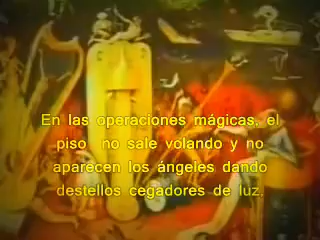 En las operaciones mágicas, el
piso no sale volando y no
aparecen los ángeles dando
destellos cegadores de luz.